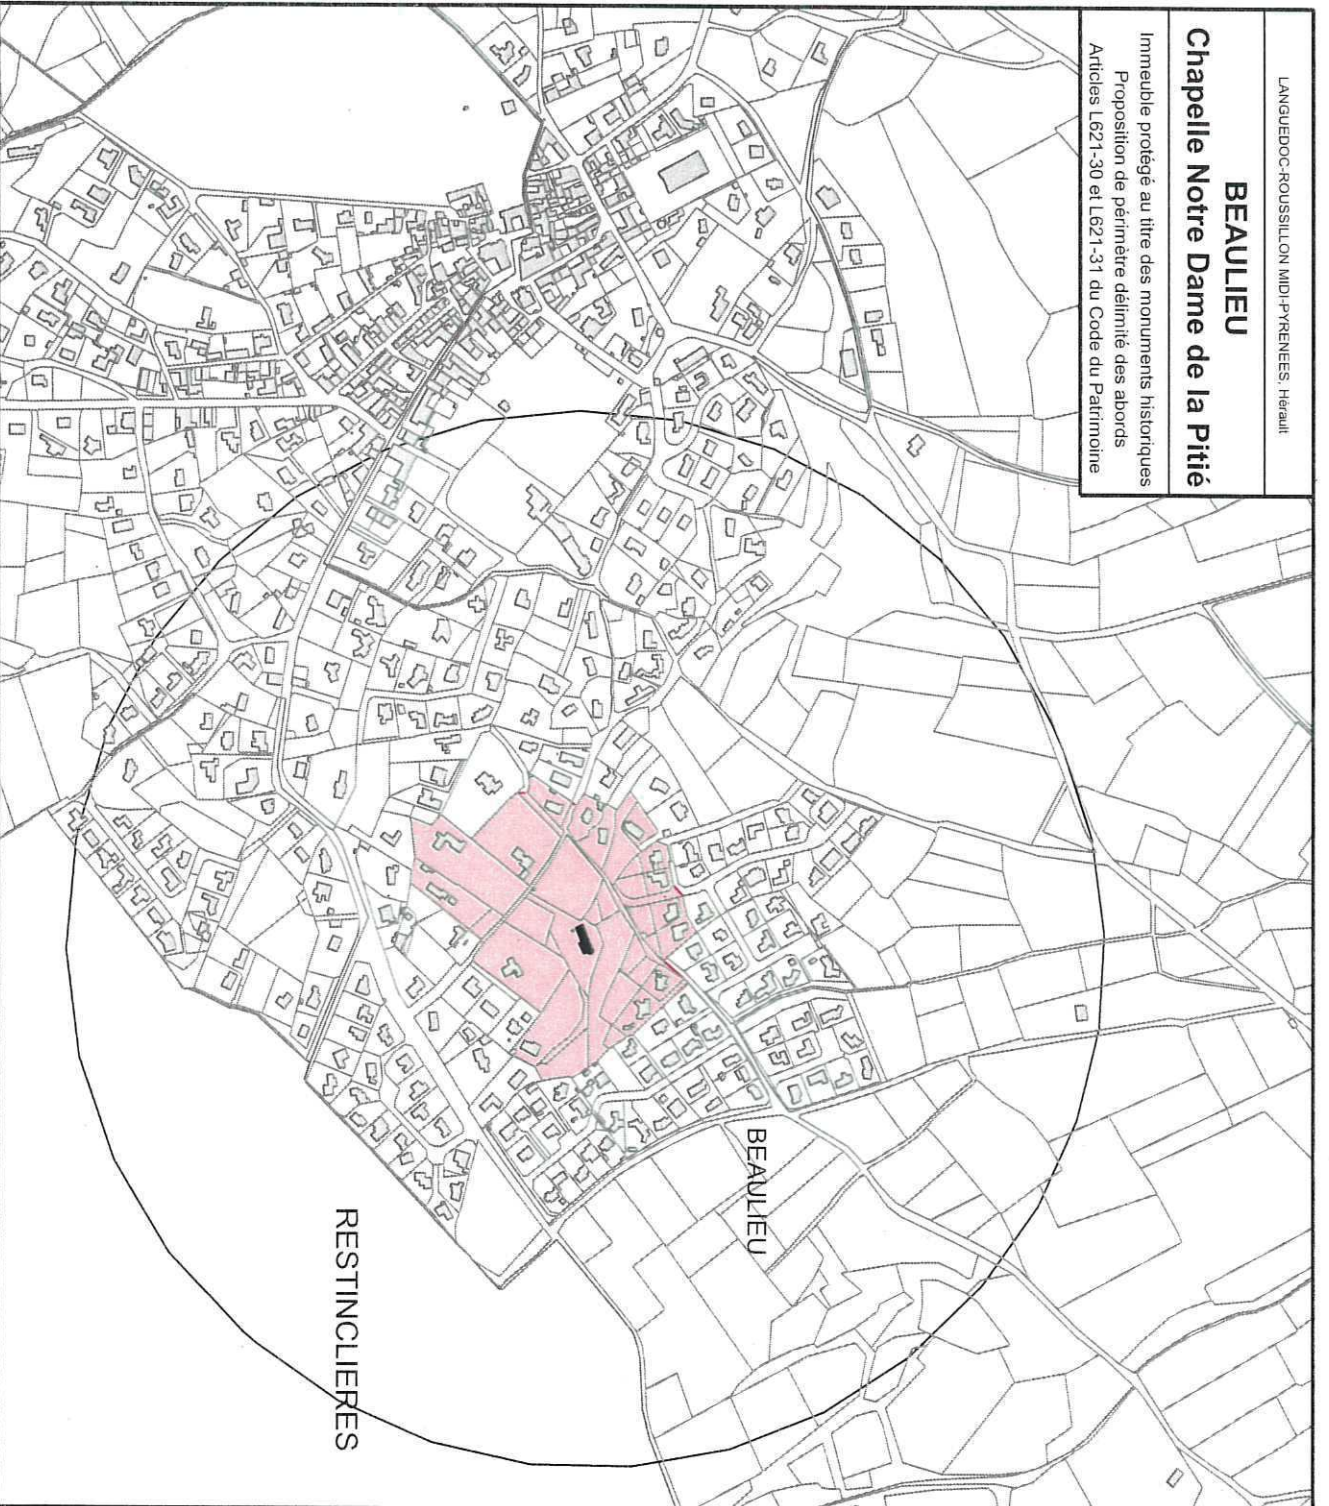 LANGUEDOC-ROUSSILLON MIDI-PYRENEES, Hérault
BEAULIEU
Chapelle Notre Dame de la Pitié
Immeuble protégé au titre des monuments historiques
Proposition de périmètre délimité des abords
Articles L621-30 et L621-31 du Code du Patrimoine
BEAULIEU
RESTINCLIERES